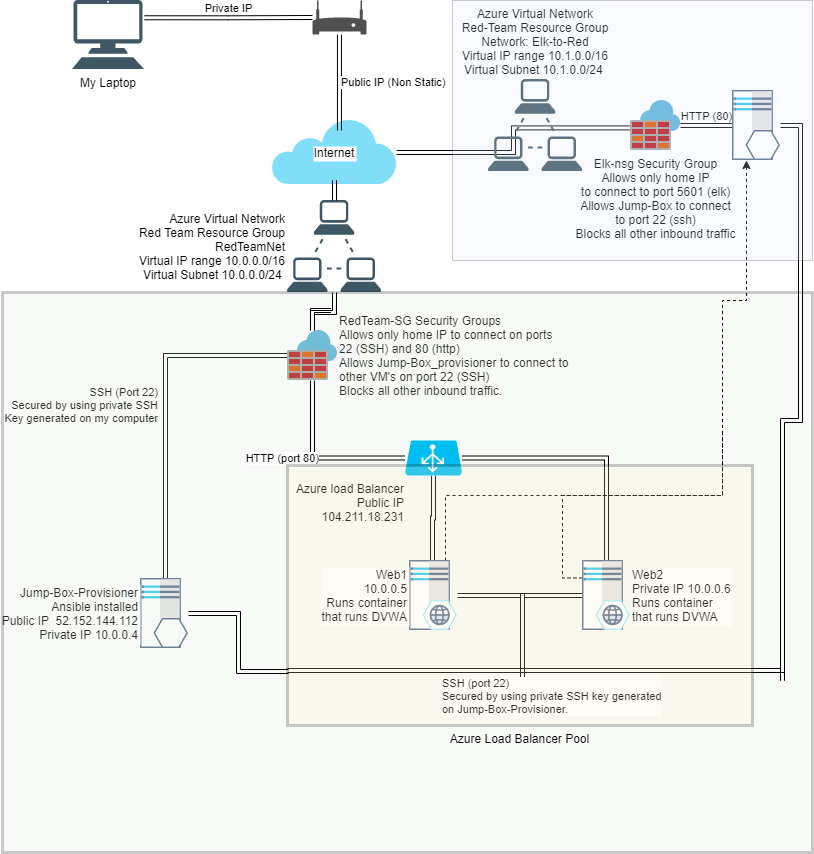 Private IP
My Laptop
Public IP (Non Static)
Azure Virtual Network
Red-Team Resource Group
Network: Elk-to-Red
Virtual IP range 10.1.0.0/16
Virtual Subnet 10.1.0.0/24
HTTP (80)
Internet
Elk-nsg Security Group
Allows only home IP
to connect to port 5601 (elk)
Allows Jump-Box to connect
to port 22 (ssh)
Blocks all other inbound traffic
Azure Virtual Network
Red Team Resource Group
RedTeamNet
Virtual IP range 10.0.0.0/16
Virtual Subnet 10.0.0.0/24
RedTeam-SG Security Groups
Allows only home IP to connect on ports
22 (SSH) and 80 (http)
Allows Jump-Box_provisioner to connect to
other VM's on port 22 (SSH)
Blocks all other inbound traffic.
SSH (Port 22)
Secured by using private SSH
Key generated on my computer
HTTP (port 80)
Azure load Balancer
Public IP
104.211.18.231
Web1
10.0.0.5
Runs container
that runs DVWA
Web2
Private IP 10.0.0.6
Runs container
that runs DVWA
Jump-Box-Provisioner
Ansible installed
Public IP  52.152.144.112
Private IP 10.0.0.4
SSH (port 22)
Secured by using private SSH key generated
on Jump-Box-Provisioner.
Azure Load Balancer Pool